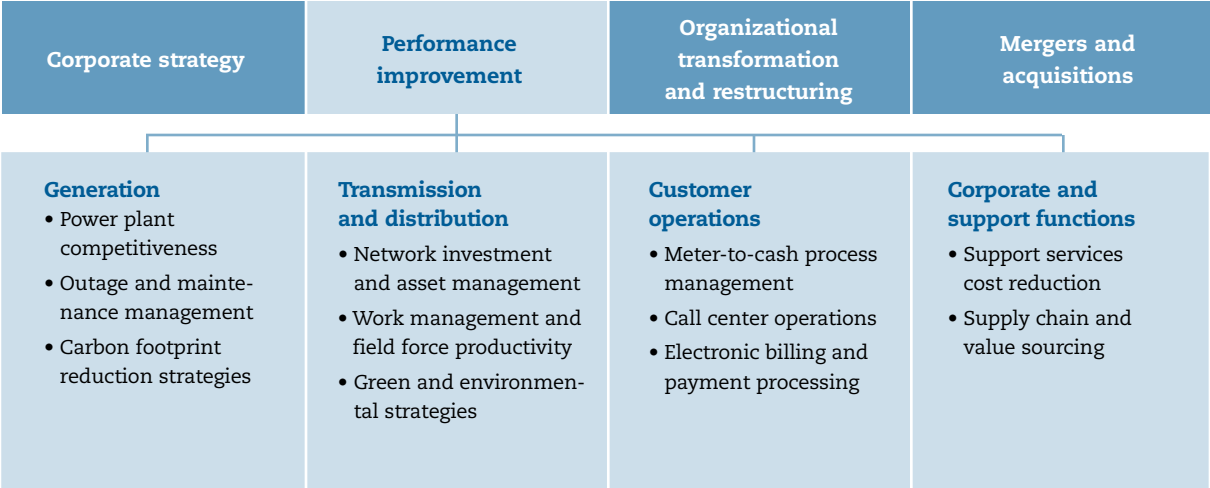 Corporate strategy
Performance
improvement
Organizational
transformation
and restructuring
Mergers and
acquisitions
Generation
• Power plant
competitiveness
• Outage and mainte-
nance management
• Carbon footprint
reduction strategies
Transmission
and distribution
• Network investment
and asset management
• Work management and
field force productivity
• Green and environmen-
tal strategies
Customer
operations
• Meter-to-cash process
management
• Call center operations
• Electronic billing and
payment processing
Corporate and
support functions
• Support services
cost reduction
• Supply chain and
value sourcing